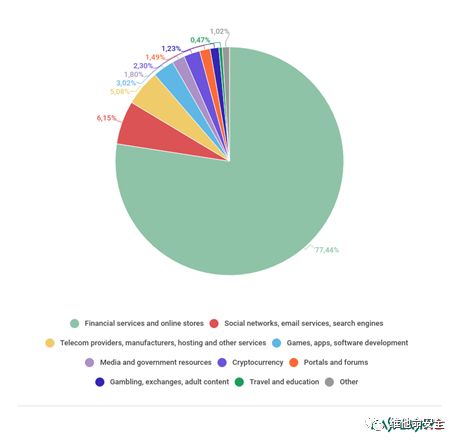 1,02%
0,47%
1,23%
1,49%
2,30%
1,80%
3,02%
5,08%
6,15%
77,44%
Financial services and online stores Social networks, email services, search engines
Telecom providers, manufacturers, hosting and other services Games, apps, software development
Media and government resources Cryptocurrency Portals and forums
Gambling, exchanges, adult content Travel and education Other